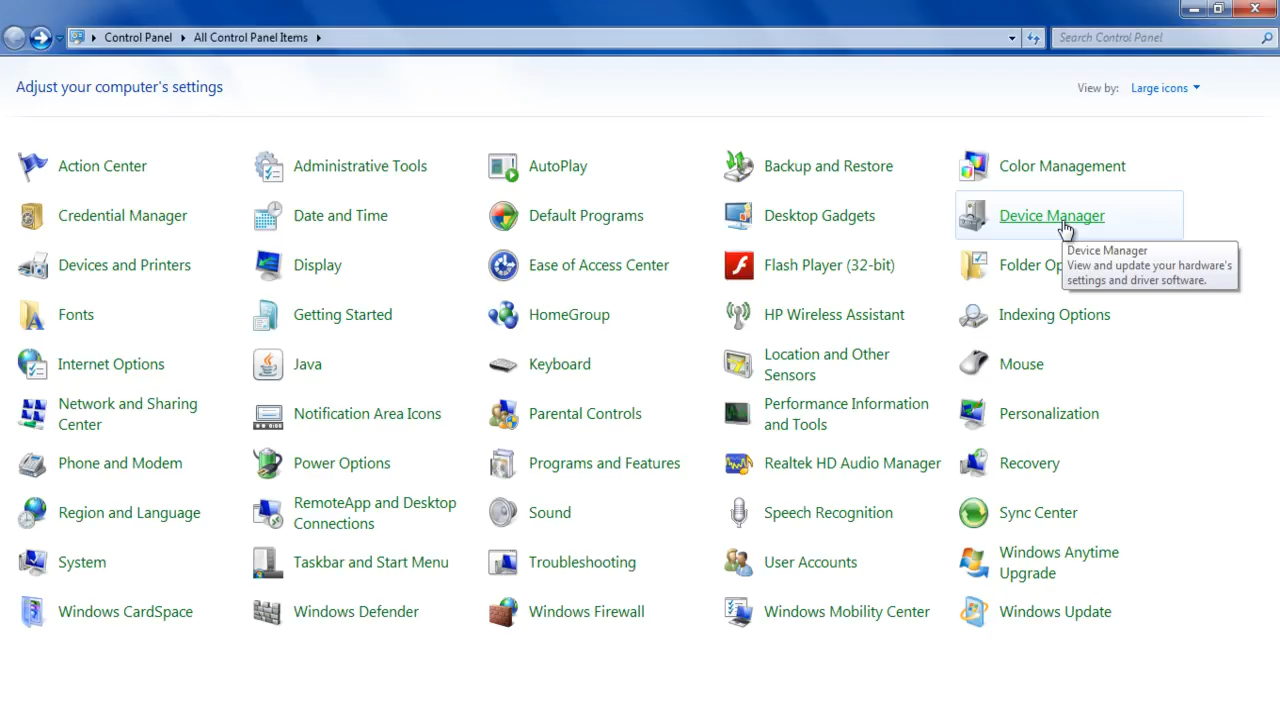 Control Panel
All Control Panel Items
Search Control Panel
Adjust your computer's settings
View by: Large icons
Action Center
Administrative Tools
AutoPlay
Backup and Restore
Color Management
Credential Manager
Date and Time
Default Programs
Desktop Gadgets
Device Manager
Device Manager
View and update your hardware's
settings and driver software.
Devices and Printers
Display
Ease of Access Center
Flash Player (32-bit)
Folder Op
Fonts
Getting Started
HomeGroup
HP Wireless Assistant
Indexing Options
Internet Options
Java
Keyboard
Location and Other
Sensors
Mouse
Network and Sharing
Center
Notification Area Icons
Parental Controls
Performance Information
and Tools
Personalization
Phone and Modem
Power Options
Programs and Features
Realtek HD Audio Manager
Recovery
Region and Language
RemoteApp and Desktop
Connections
Sound
Speech Recognition
Sync Center
System
Taskbar and Start Menu
Troubleshooting
User Accounts
Windows Anytime
Upgrade
Windows CardSpace
Windows Defender
Windows Firewall
Windows Mobility Center
Windows Update